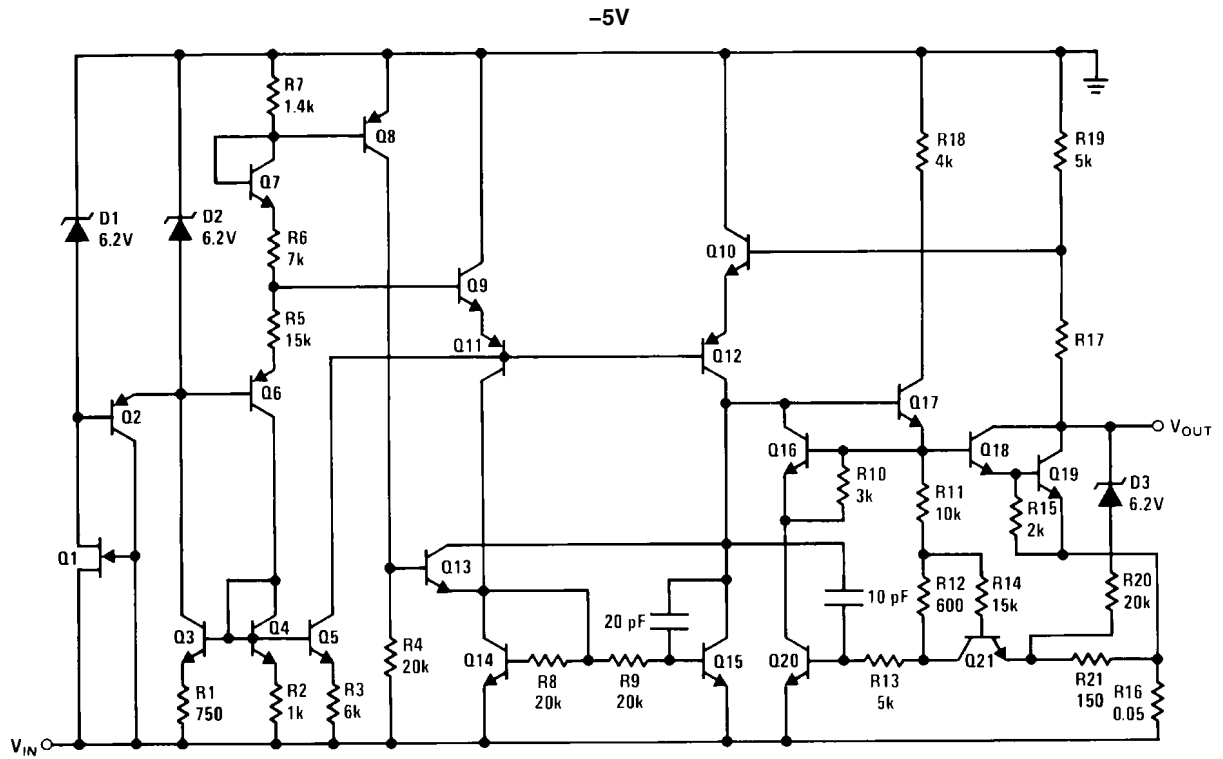 –5V
R7
1.4k
Q8
R18
4k
R19
5k
Q7
D1
6.2V
D2
6.2V
R6
7k
Q10
Q9
R5
15k
Q11
Q12
R17
Q6
Q2
Q17
VOUT
Q16
Q18
R10
3k
Q19
D3
6.2V
R11
10k
R15
2k
Q1
Q13
R12
600
R14
15k
R20
20k
20 pF
10 pF
Q3
Q4
Q5
R4
20k
Q14
Q15
Q20
Q21
R1
750
R2
1k
R3
6k
R8
20k
R9
20k
R13
5k
R21
150
R16
0.05
VIN